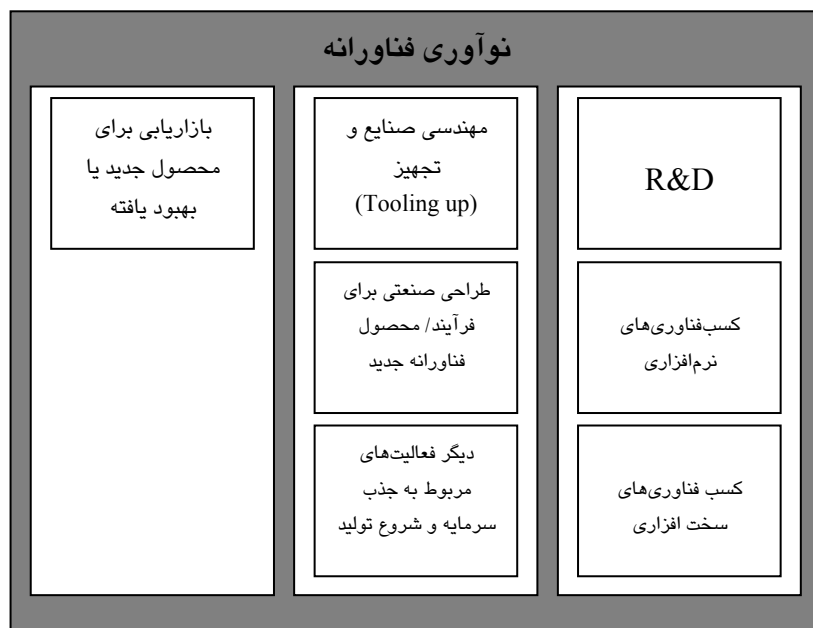 نوآوری فناورانه
R&D
کسب‌فناوری‌های
نرم‌افزاری
کسب فناوری‌های
سخت افزاری
مهندسی صنایع و
تجهیز
(Tooling up)
طراحی صنعتی برای
فرآیند/ محصول
فناورانه جدید
دیگر فعالیت‌های
مربوط به جذب
سرمایه و شروع تولید
بازاریابی برای
محصول جدید یا
بهبود یافته